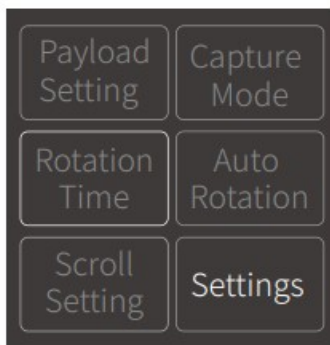 Payload
Setting
Capture
Mode
Rotation
Time
Auto
Rotation
Scroll
Setting
Settings